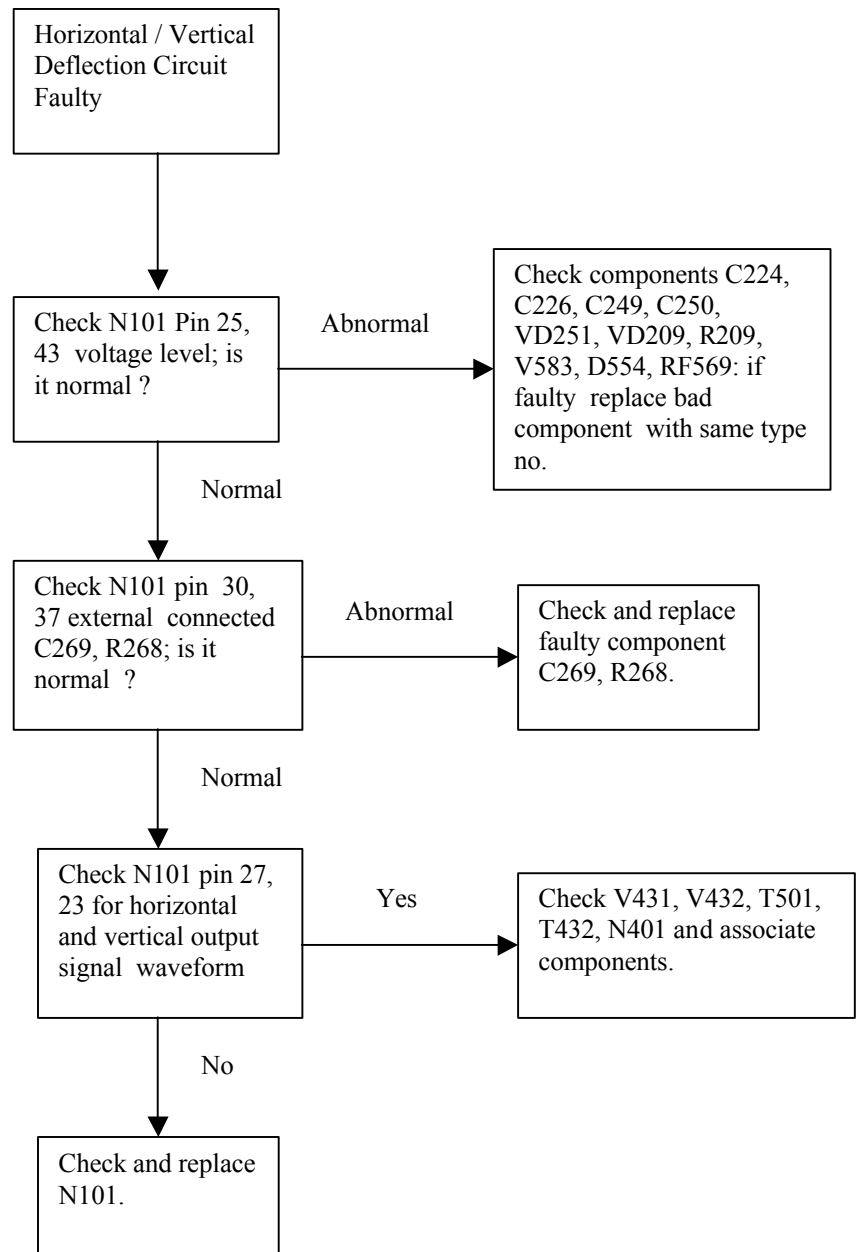 Horizontal / Vertical
Deflection Circuit
Faulty
Check N101 Pin 25,
43 voltage level; is
it normal ?
Abnormal
Check components C224,
C226, C249, C250,
VD251, VD209, R209,
V583, D554, RF569: if
faulty replace bad
component with same type
no.
Normal
Check N101 pin 30,
37 external connected
C269, R268; is it
normal ?
Abnormal
Check and replace
faulty component
C269, R268.
Normal
Check N101 pin 27,
23 for horizontal
and vertical output
signal waveform
Yes
Check V431, V432, T501,
T432, N401 and associate
components.
No
Check and replace
N101.